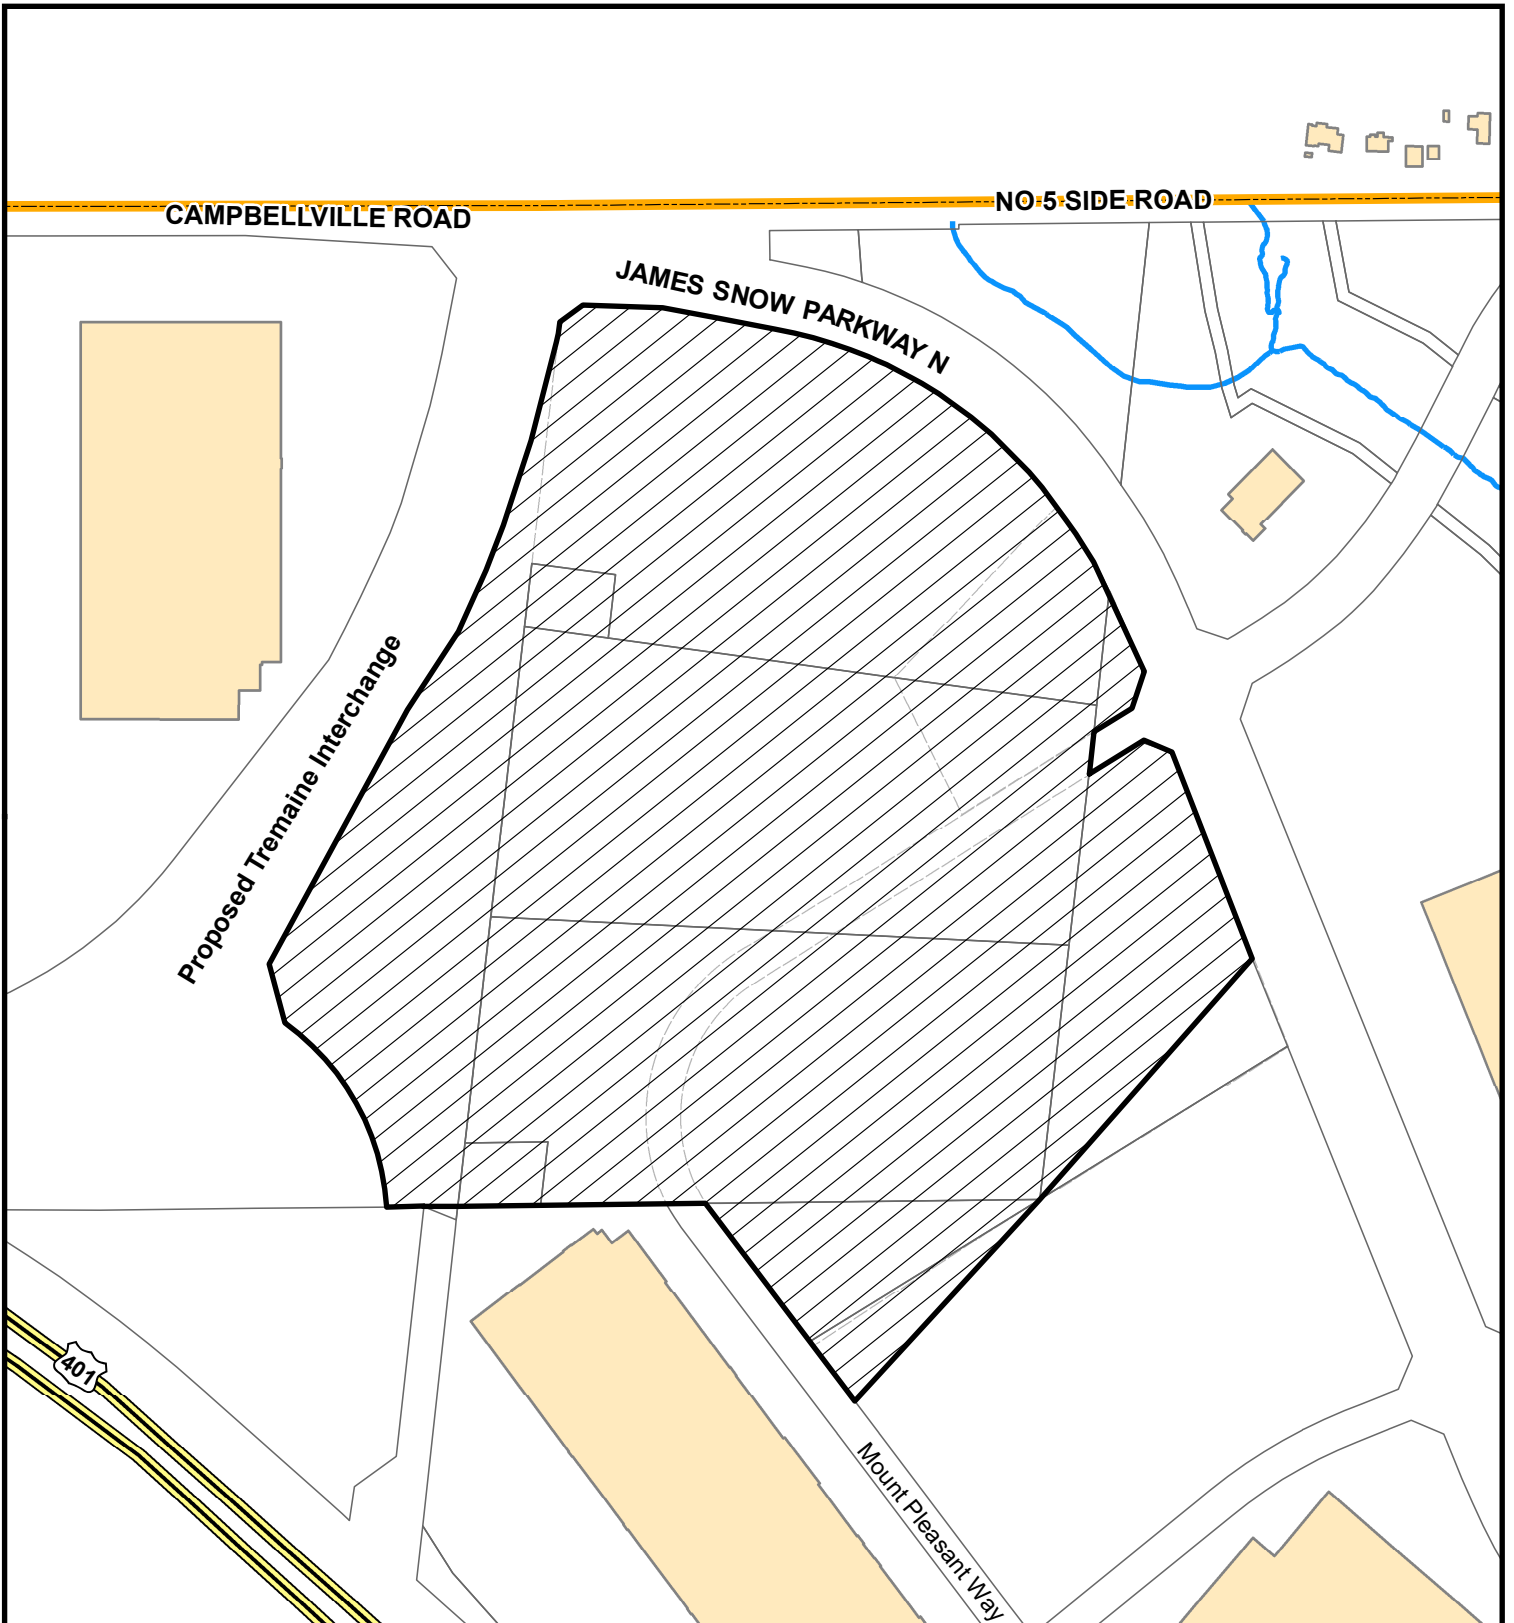 NO 5 SIDE ROAD
CAMPBELLVILLE ROAD
JAMES SNOW PARKWAY N
Proposed Tremaine Interchange
401
Mount Pleasant Way